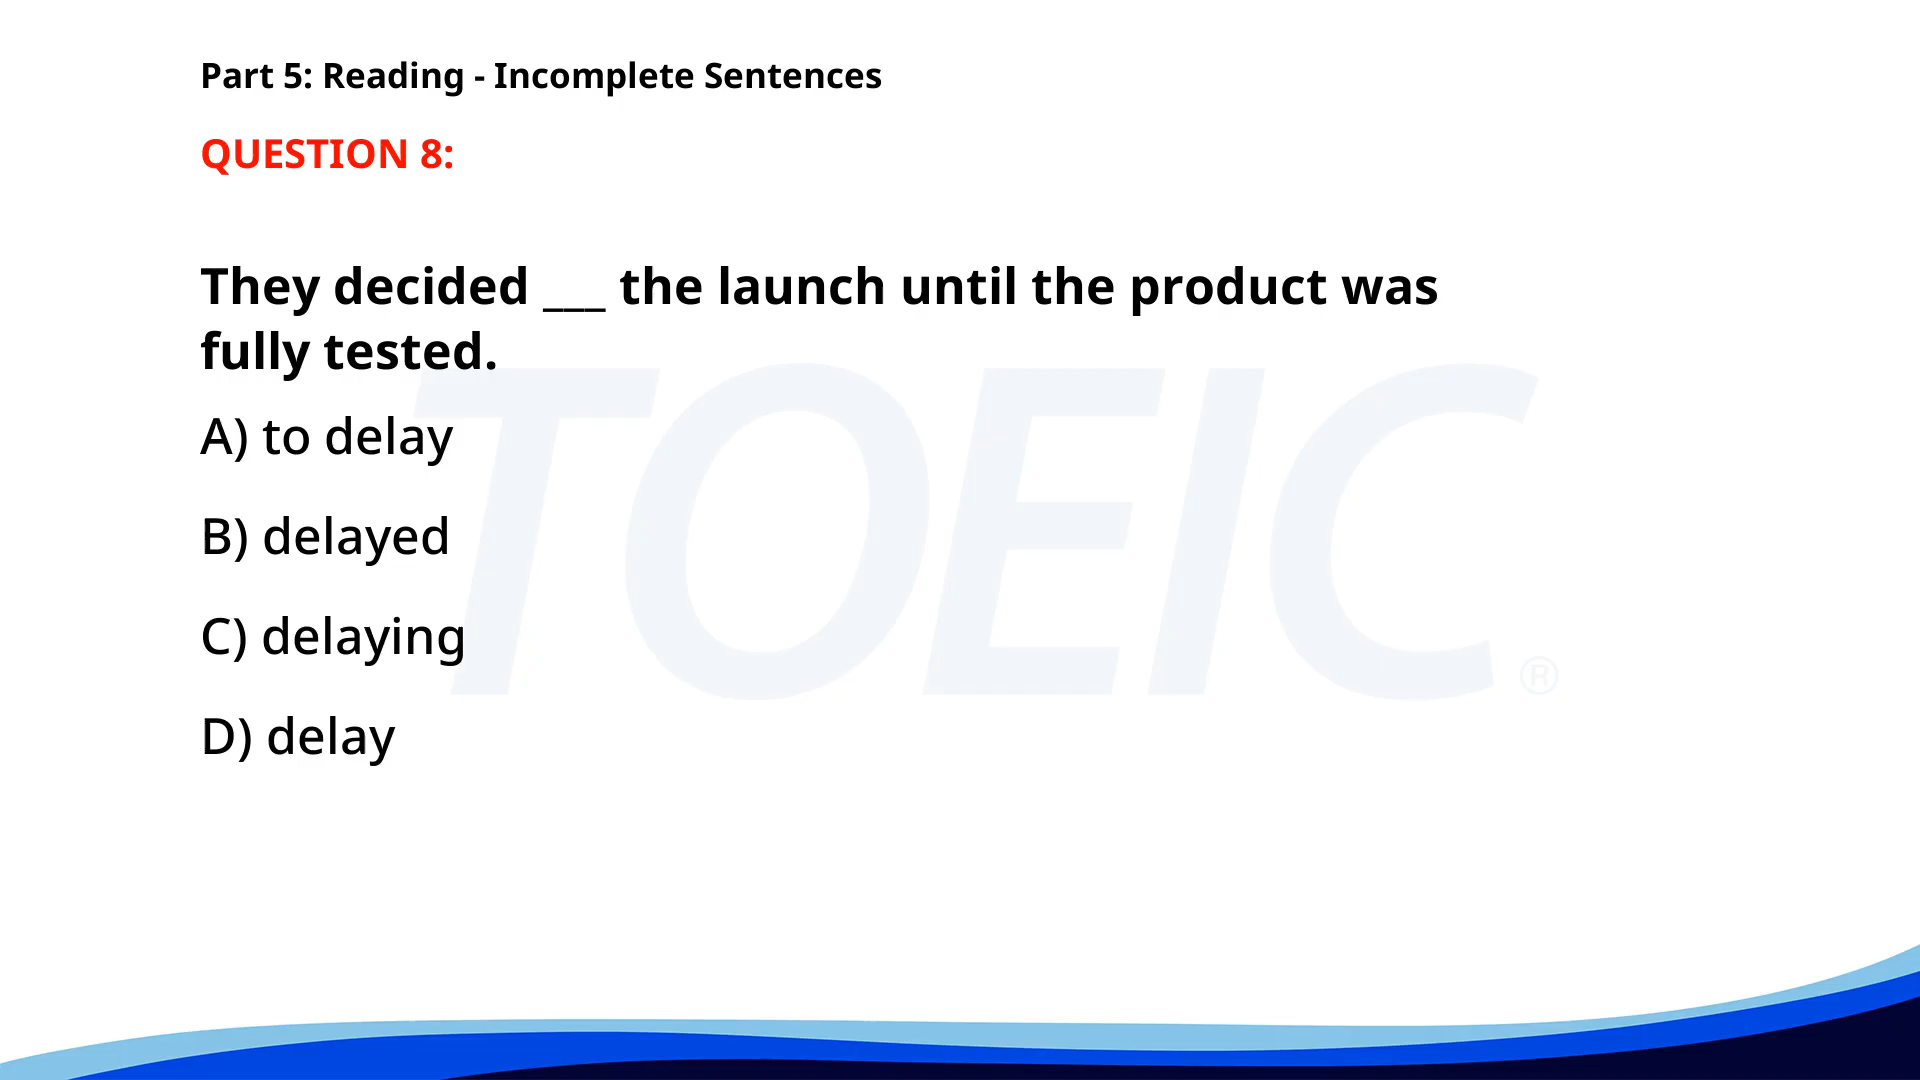 Part 5: Reading - Incomplete Sentences
QUESTION 8:
They decided ___ the launch until the product was
fully tested.
A) to delay
B) delayed
C) delaying
D) delay
TOEIC®